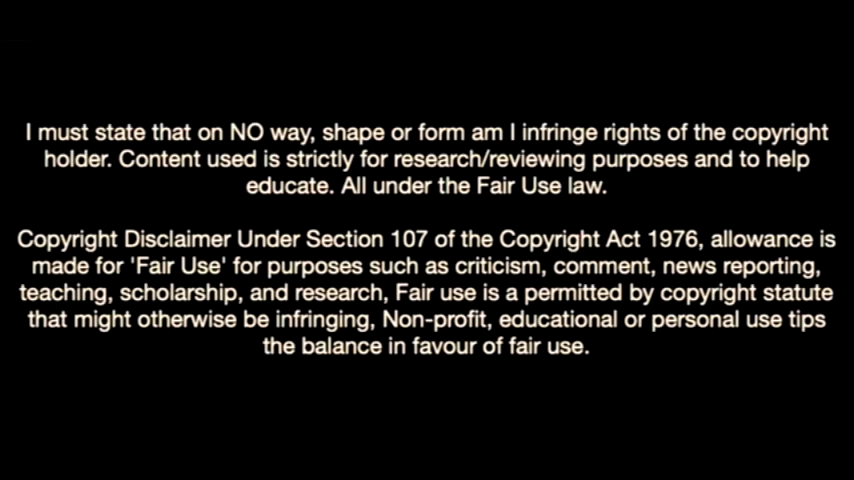 I must state that on NO way, shape or form am I infringe rights of the copyright
holder. Content used is strictly for research/reviewing purposes and to help
educate. All under the Fair Use law.
Copyright Disclaimer Under Section 107 of the Copyright Act 1976, allowance is
made for 'Fair Use' for purposes such as criticism, comment, news reporting,
teaching, scholarship, and research, Fair use is a permitted by copyright statute
that might otherwise be infringing, Non-profit, educational or personal use tips
the balance in favour of fair use.